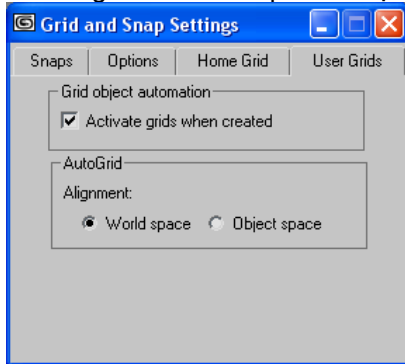 Grid and Snap Settings
Snaps Options Home Grid User Grids
Grid object automation
Activate grids when created
AutoGrid
Alignment:
World space Object space